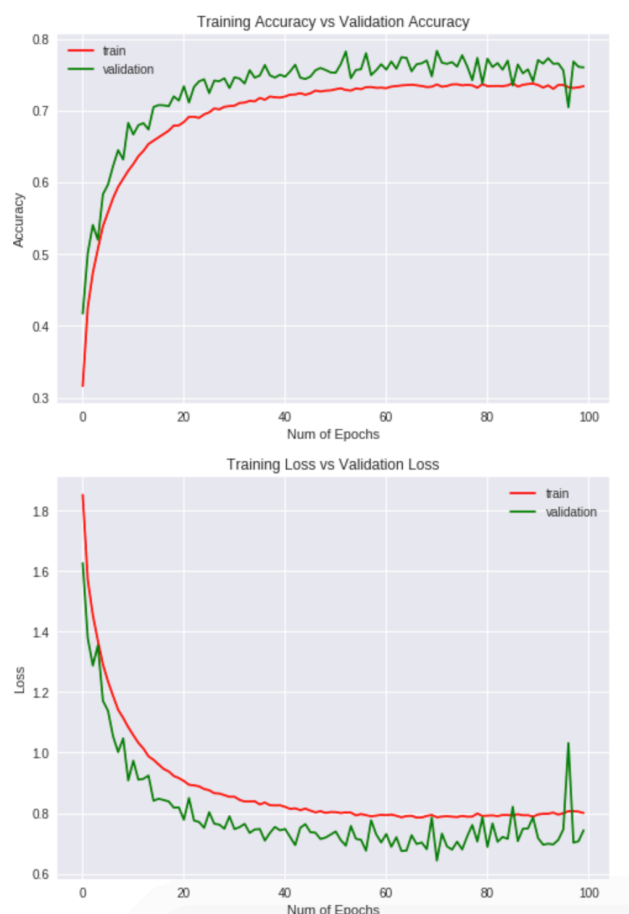 Training Accuracy vs Validation Accuracy
train
validation
0.8
0.7
0.6
0.5
0.4
0.3
Accuracy
0 20 40 60 80 100
Num of Epochs
Training Loss vs Validation Loss
train
validation
1.8
1.6
1.4
1.2
1.0
0.8
0.6
Loss
0 20 40 60 80 100
Num of Epochs